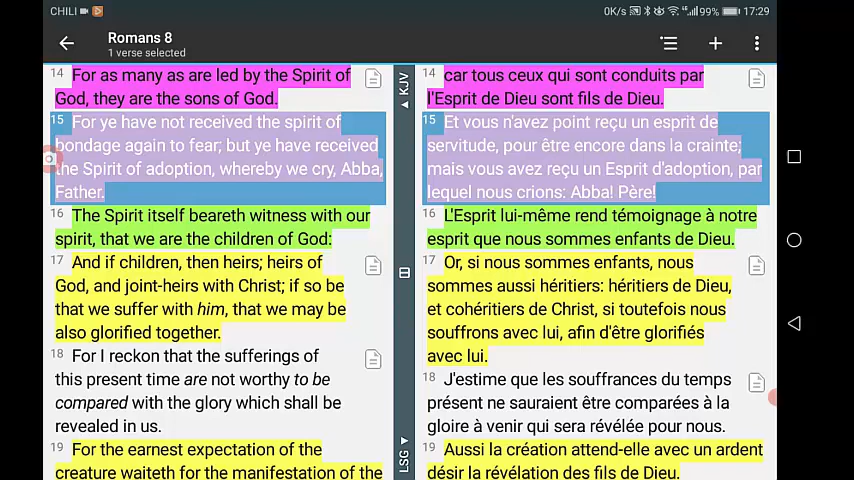 CHILI
0K/s 99% 17:29
Romans 8
1 verse selected
14 For as many as are led by the Spirit of
God, they are the sons of God.
15 For ye have not received the spirit of
bondage again to fear; but ye have received
the Spirit of adoption, whereby we cry, Abba,
Father.
16 The Spirit itself beareth witness with our
spirit, that we are the children of God:
17 And if children, then heirs; heirs of
God, and joint-heirs with Christ; if so be
that we suffer with him, that we may be
also glorified together.
18 For I reckon that the sufferings of
this present time are not worthy to be
compared with the glory which shall be
revealed in us.
19 For the earnest expectation of the
creature waiteth for the manifestation of the
KJV
LSG
14 car tous ceux qui sont conduits par
l'Esprit de Dieu sont fils de Dieu.
15 Et vous n'avez point reçu un esprit de
servitude, pour être encore dans la crainte;
mais vous avez reçu un Esprit d'adoption, par
lequel nous crions: Abba! Père!
16 L'Esprit lui-même rend témoignage à notre
esprit que nous sommes enfants de Dieu.
17 Or, si nous sommes enfants, nous
sommes aussi héritiers: héritiers de Dieu,
et cohéritiers de Christ, si toutefois nous
souffrons avec lui, afin d'être glorifiés
avec lui.
18 J'estime que les souffrances du temps
présent ne sauraient être comparées à la
gloire à venir qui sera révélée pour nous.
19 Aussi la création attend-elle avec un ardent
désir la révélation des fils de Dieu.